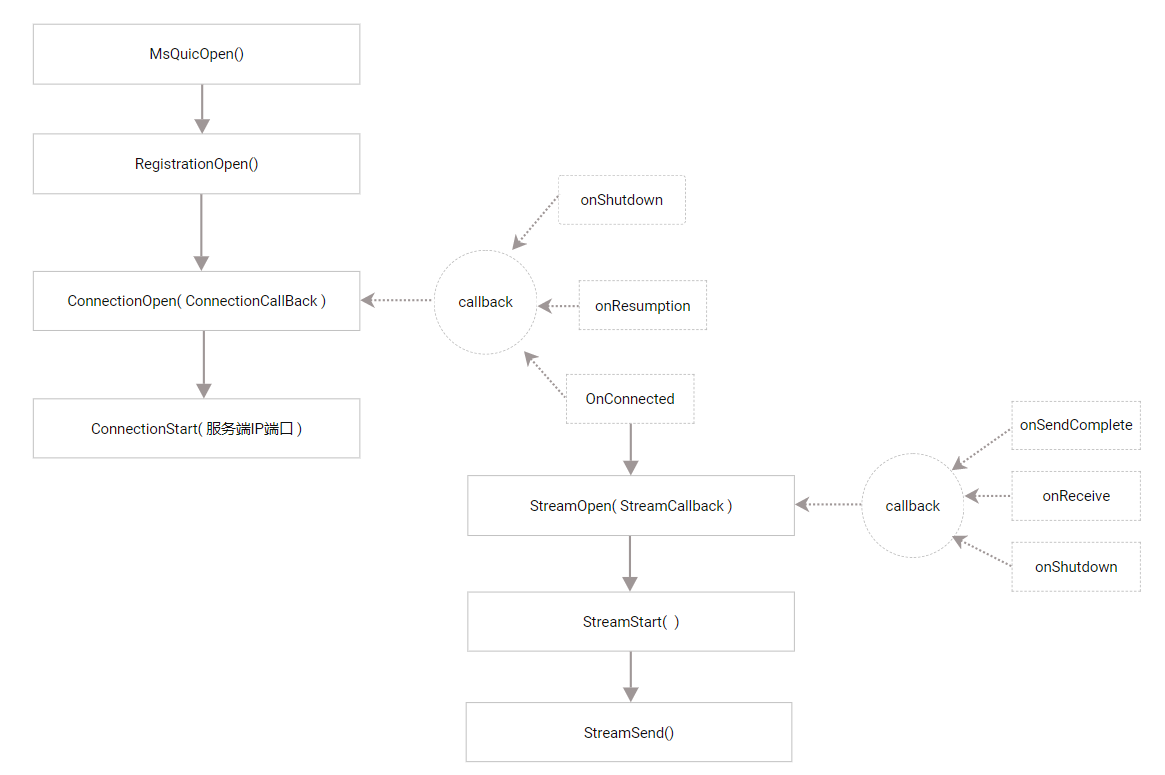 MsQuicOpen()
RegistrationOpen()
ConnectionOpen( ConnectionCallBack )
ConnectionStart( 服务端IP端口 )
callback
onShutdown
onResumption
OnConnected
StreamOpen( StreamCallback )
StreamStart(  )
StreamSend()
callback
onSendComplete
onReceive
onShutdown